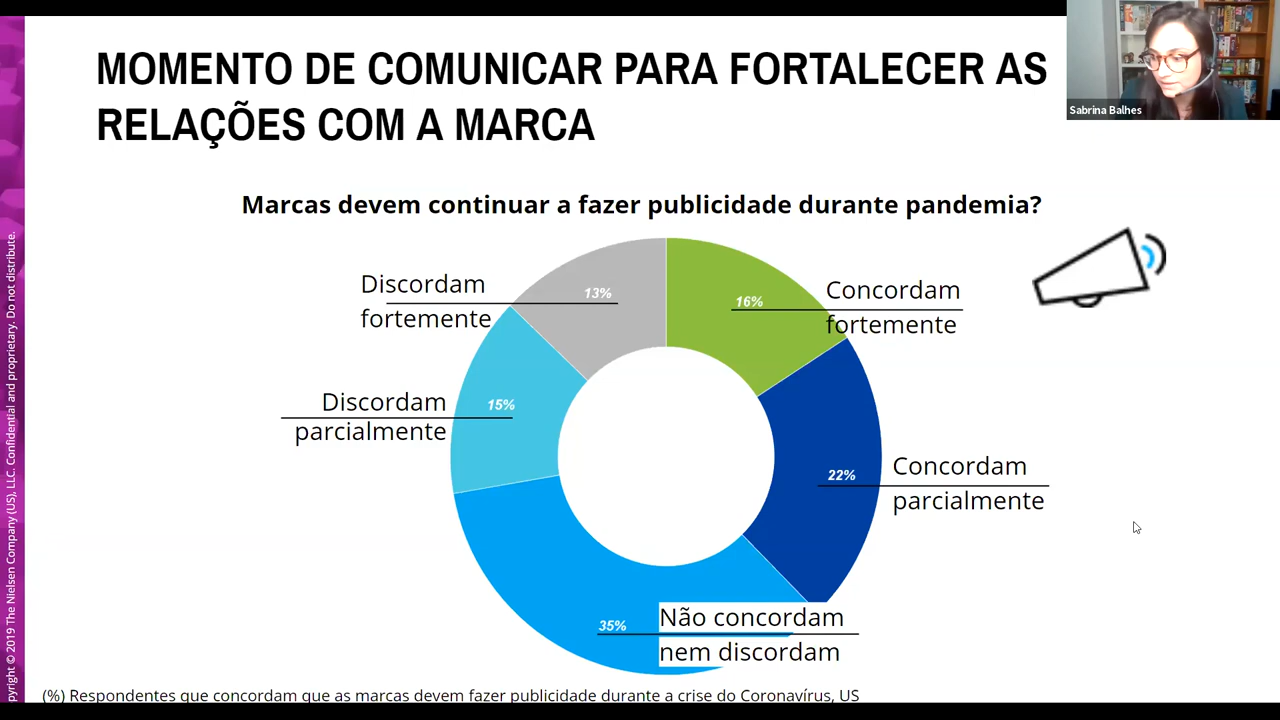 MOMENTO DE COMUNICAR PARA FORTALECER AS
RELAÇÕES COM A MARCA
Sabrina Balhes
Marcas devem continuar a fazer publicidade durante pandemia?
Discordam
fortemente
13%
16%
Concordam
fortemente
Discordam
parcialmente
15%
22%
Concordam
parcialmente
35%
Não concordam
nem discordam
(%) Respondentes que concordam que as marcas devem fazer publicidade durante a crise do Coronavírus, US
pyright © 2019 The Nielsen Company (US), LLC. Confidential and proprietary. Do not distribute.